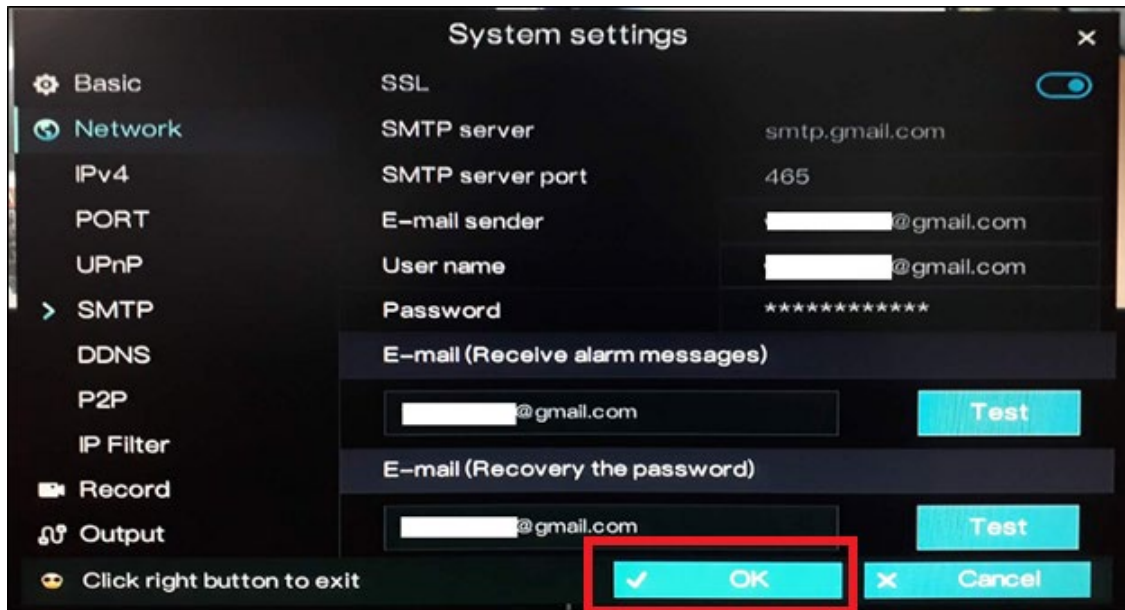 System settings
Basic
Network
IPv4
PORT
UPnP
SMTP
DDNS
P2P
IP Filter
Record
Output
SSL
SMTP server smtp.gmail.com
SMTP server port 465
E-mail sender @gmail.com
User name @gmail.com
Password ************
E-mail (Receive alarm messages)
@gmail.com Test
E-mail (Recovery the password)
@gmail.com Test
Click right button to exit
OK
Cancel